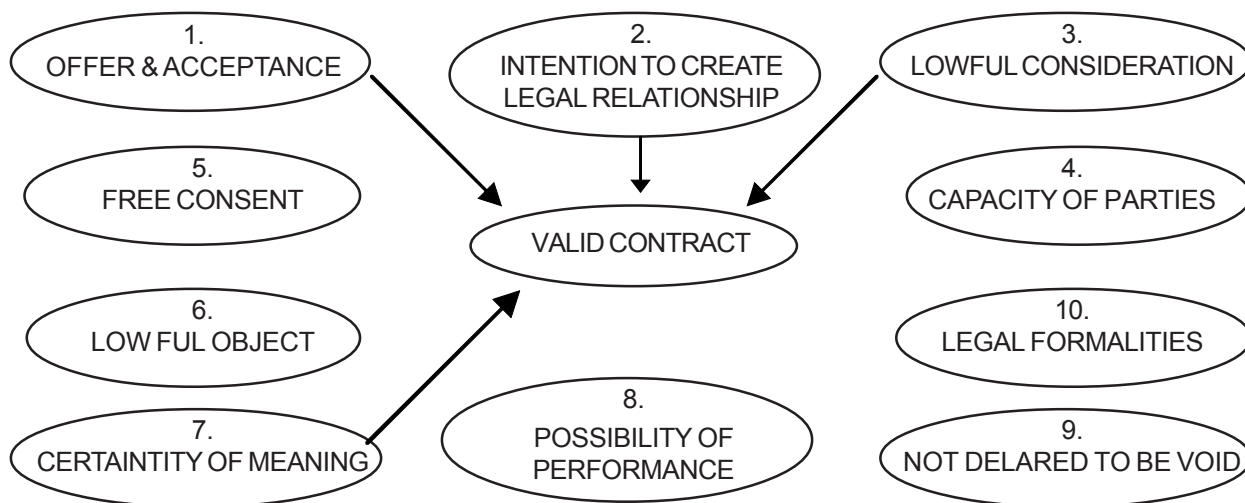 1.
OFFER & ACCEPTANCE
2.
INTENTION TO CREATE
LEGAL RELATIONSHIP
3.
LOWFUL CONSIDERATION
5.
FREE CONSENT
4.
CAPACITY OF PARTIES
VALID CONTRACT
6.
LOW FUL OBJECT
10.
LEGAL FORMALITIES
7.
CERTAINTITY OF MEANING
8.
POSSIBILITY OF
PERFORMANCE
9.
NOT DELARED TO BE VOID